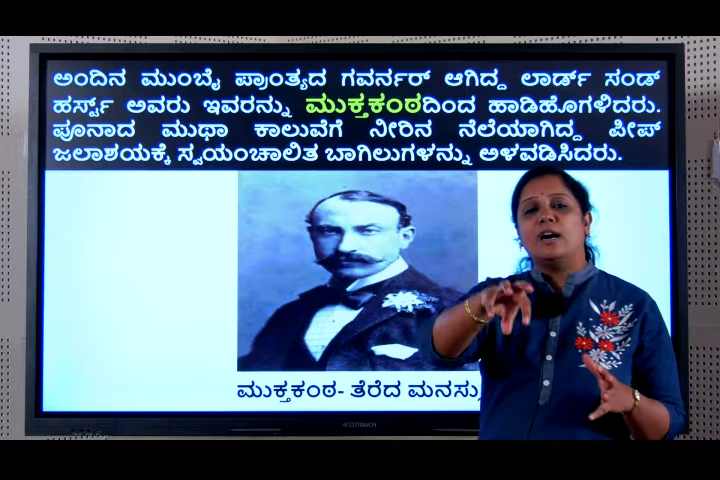 ಅಂದಿನ ಮುಂಬೈ ಪ್ರಾಂತ್ಯದ ಗವರ್ನರ್ ಆಗಿದ್ದ ಲಾರ್ಡ್ ಸಂಡ್
ಹರ್ಸ್ಟ್ ಅವರು ಇವರನ್ನು ಮುಕ್ತಕಂಠದಿಂದ ಹಾಡಿಹೊಗಳಿದರು.
ಪೂನಾದ ಮುಥಾ ಕಾಲುವೆಗೆ ನೀರಿನ ನೆಲೆಯಾಗಿದ್ದ ಪೀಪ್
ಜಲಾಶಯಕ್ಕೆ ಸ್ವಯಂಚಾಲಿತ ಬಾಗಿಲುಗಳನ್ನು ಅಳವಡಿಸಿದರು.
ಮುಕ್ತಕಂಠ- ತೆರೆದ ಮನಸ್ಸು
ACCUTOUCH